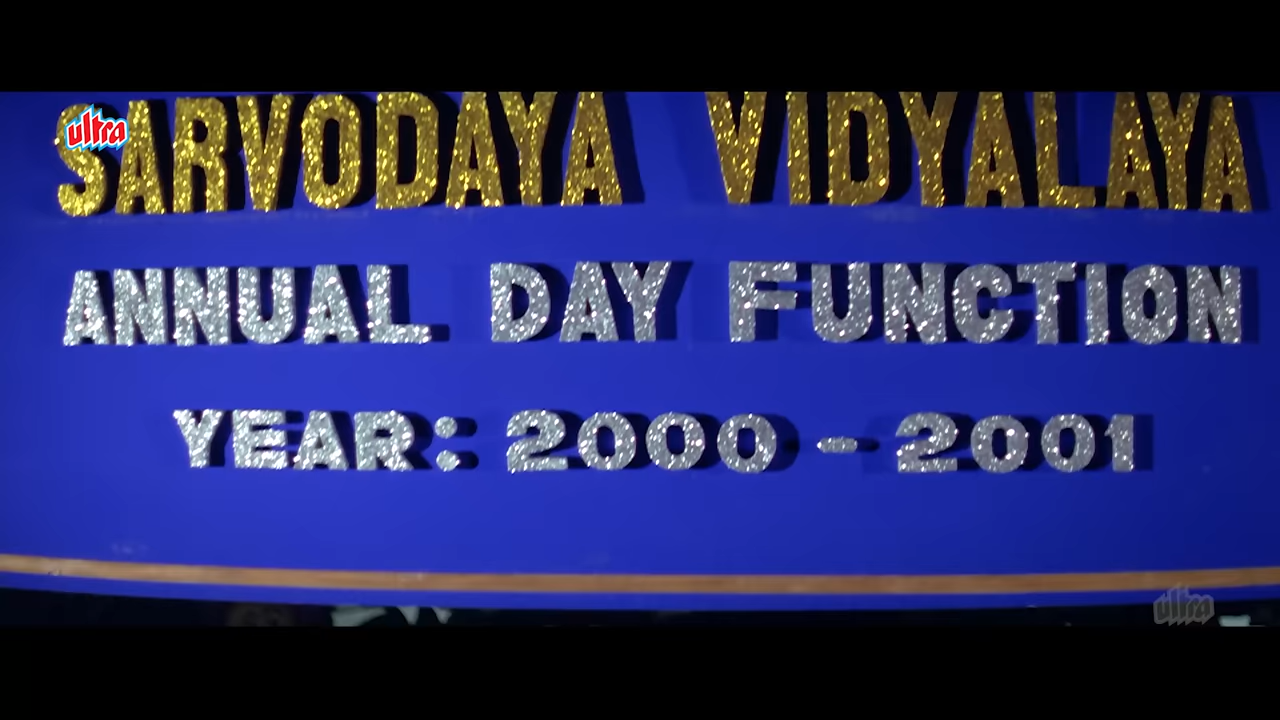 SARVODAYA VIDYALAYA
ultra
ANNUAL DAY FUNCTION
YEAR: 2000 - 2001
ultra